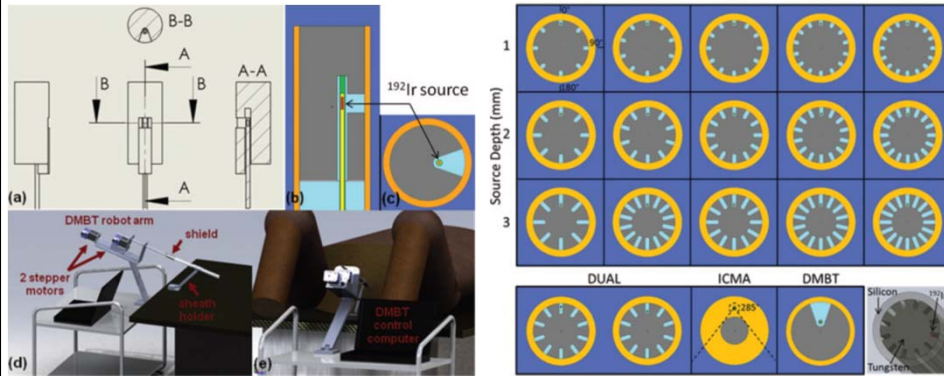 B-B
A
B
B
A-A
A
(a)
(b)
(c)
¹⁹²Ir source
DMBT robot arm
2 stepper
motors
shield
sheath
holder
(d)
DMBT
control
computer
(e)
Source Depth (mm)
0°
1
90°
180°
2
3
DUAL
ICMA
DMBT
285°
Silicon
¹⁹²I
Tungsten